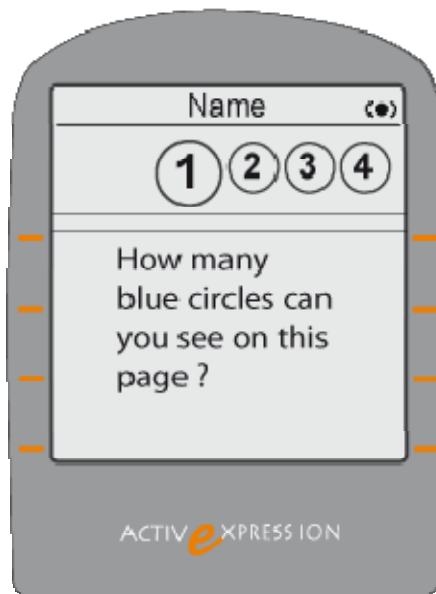 Name
1 2 3 4
How many
blue circles can
you see on this
page ?
ACTIVeXPRESSION